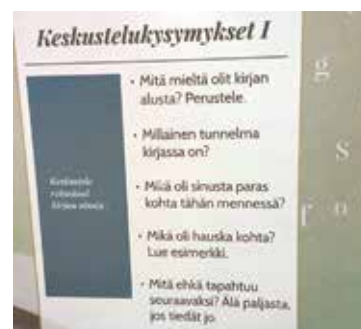 Keskustelukysymykset I
• Mitä mieltä olit kirjan
alusta? Perustele.
• Millainen tunnelma
kirjassa on?
• Mikä oli sinusta paras
kohta tähän mennessä?
• Mikä oli hauska kohta?
Lue esimerkki.
• Mitä ehkä tapahtuu
seuraavaksi? Älä paljasta,
jos tiedät jo.
g
s
r o